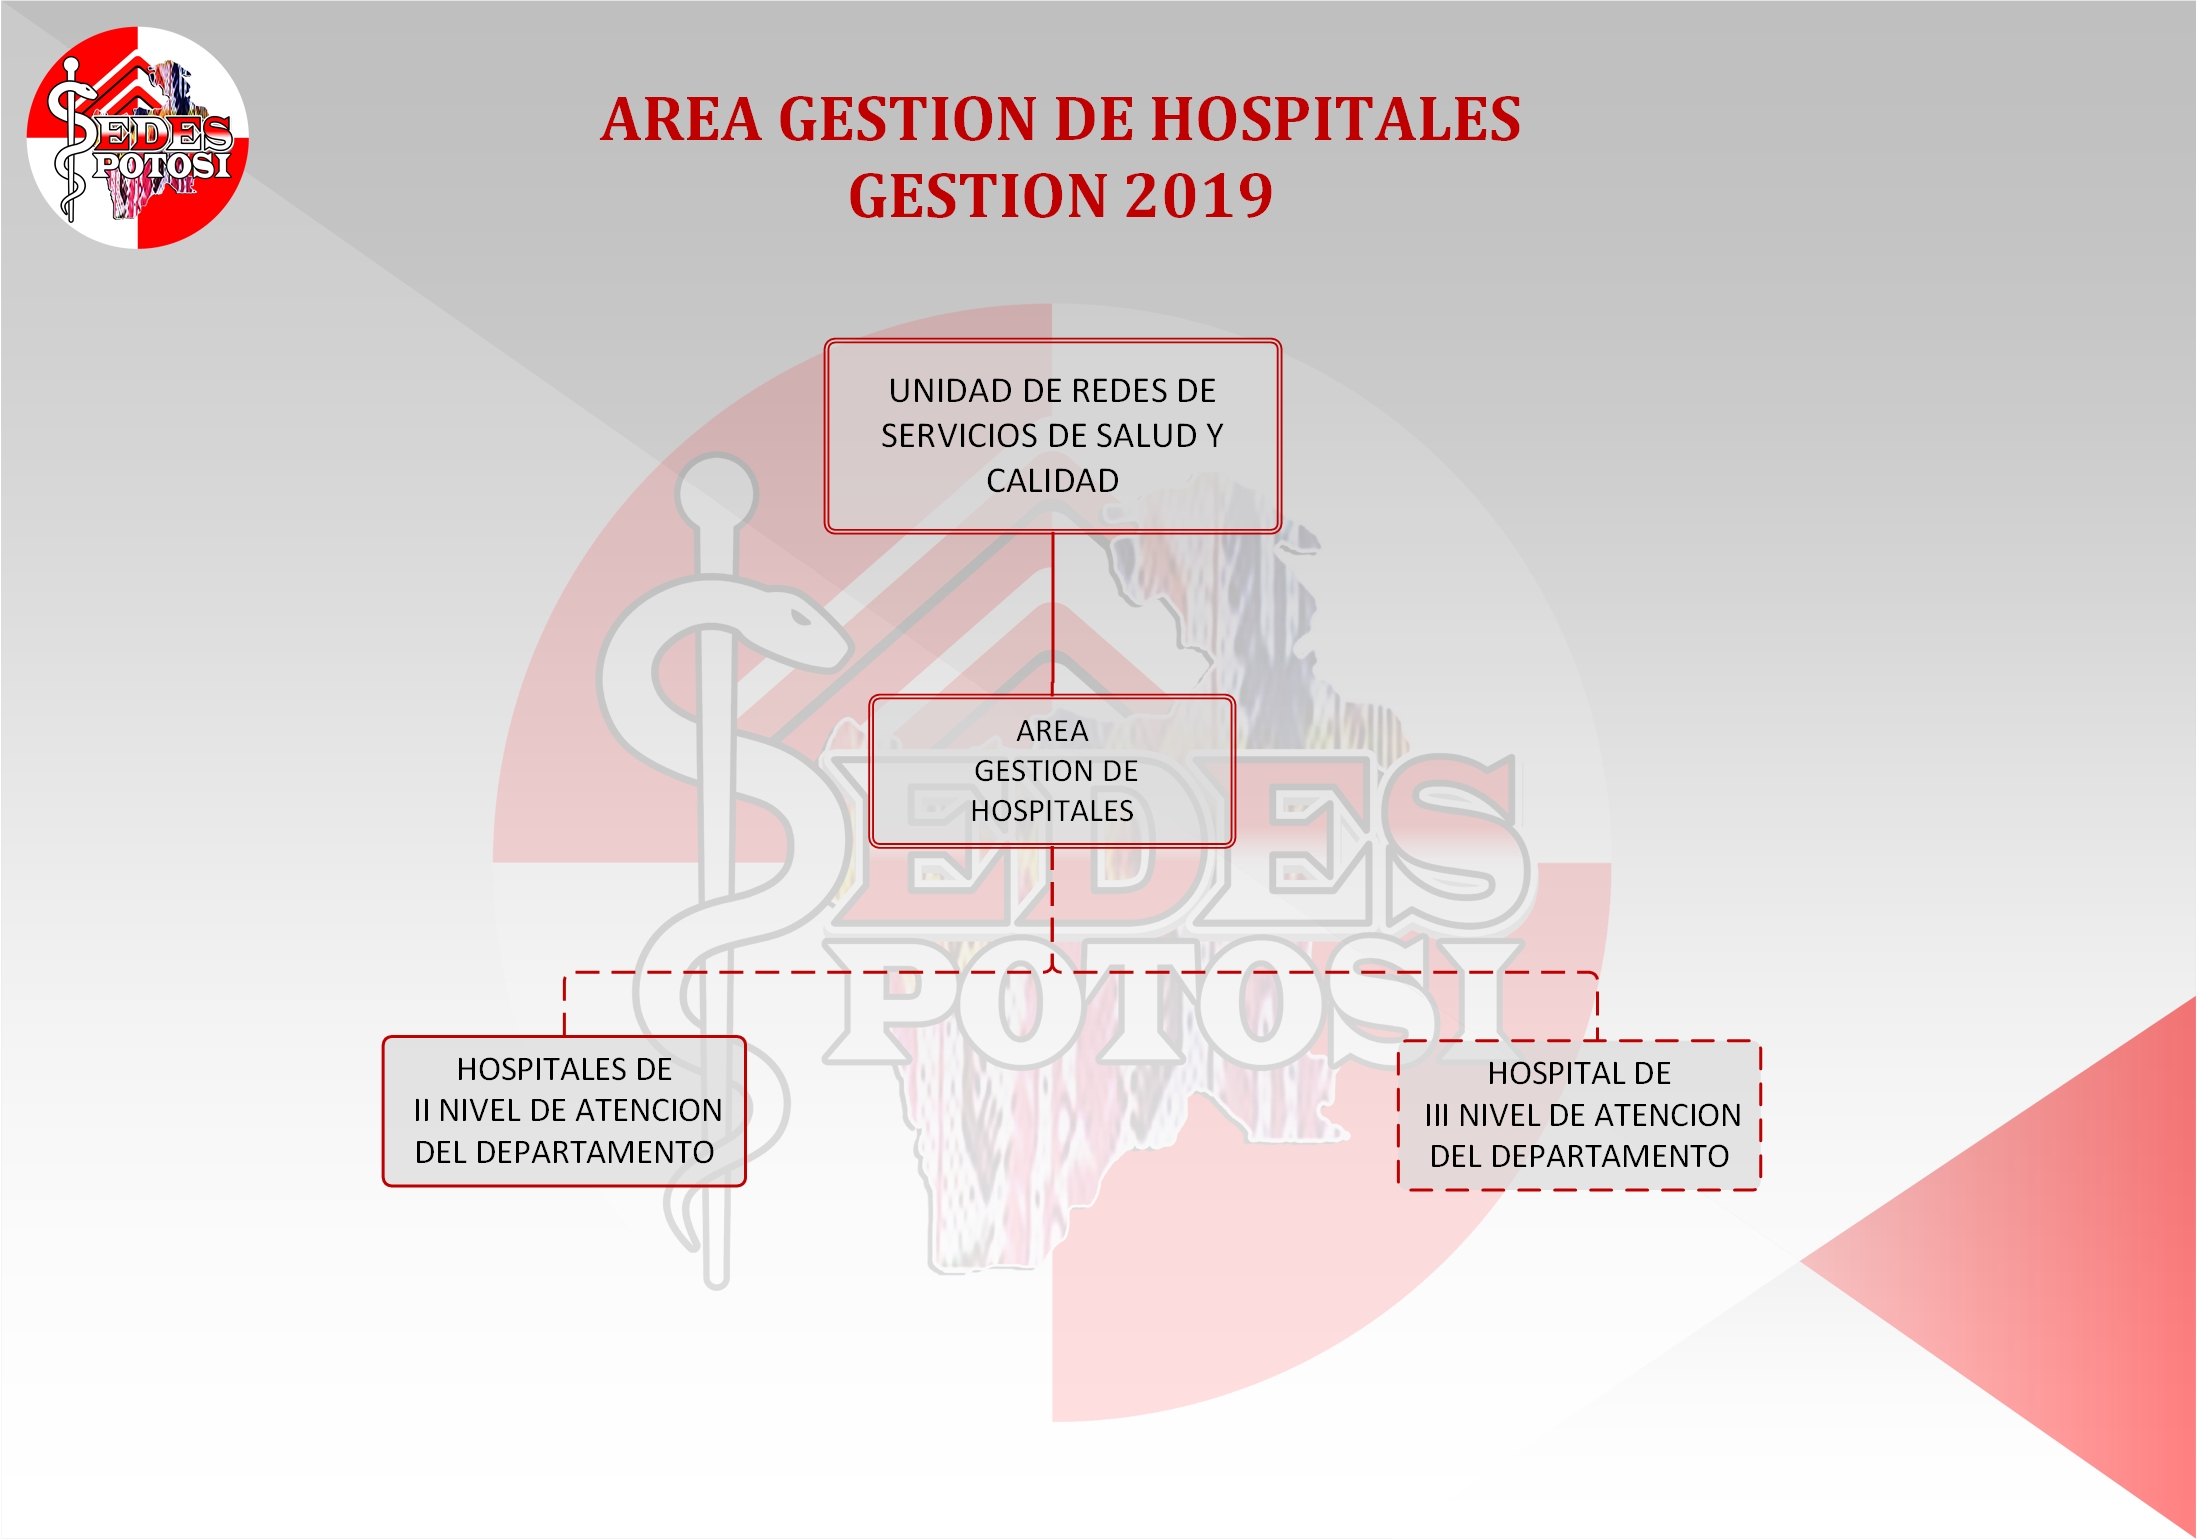 SEDES
POTOSI
AREA GESTION DE HOSPITALES
GESTION 2019
UNIDAD DE REDES DE
SERVICIOS DE SALUD Y
CALIDAD
AREA
GESTION DE
HOSPITALES
SEDES
POTOSI
HOSPITALES DE
II NIVEL DE ATENCION
DEL DEPARTAMENTO
HOSPITAL DE
III NIVEL DE ATENCION
DEL DEPARTAMENTO